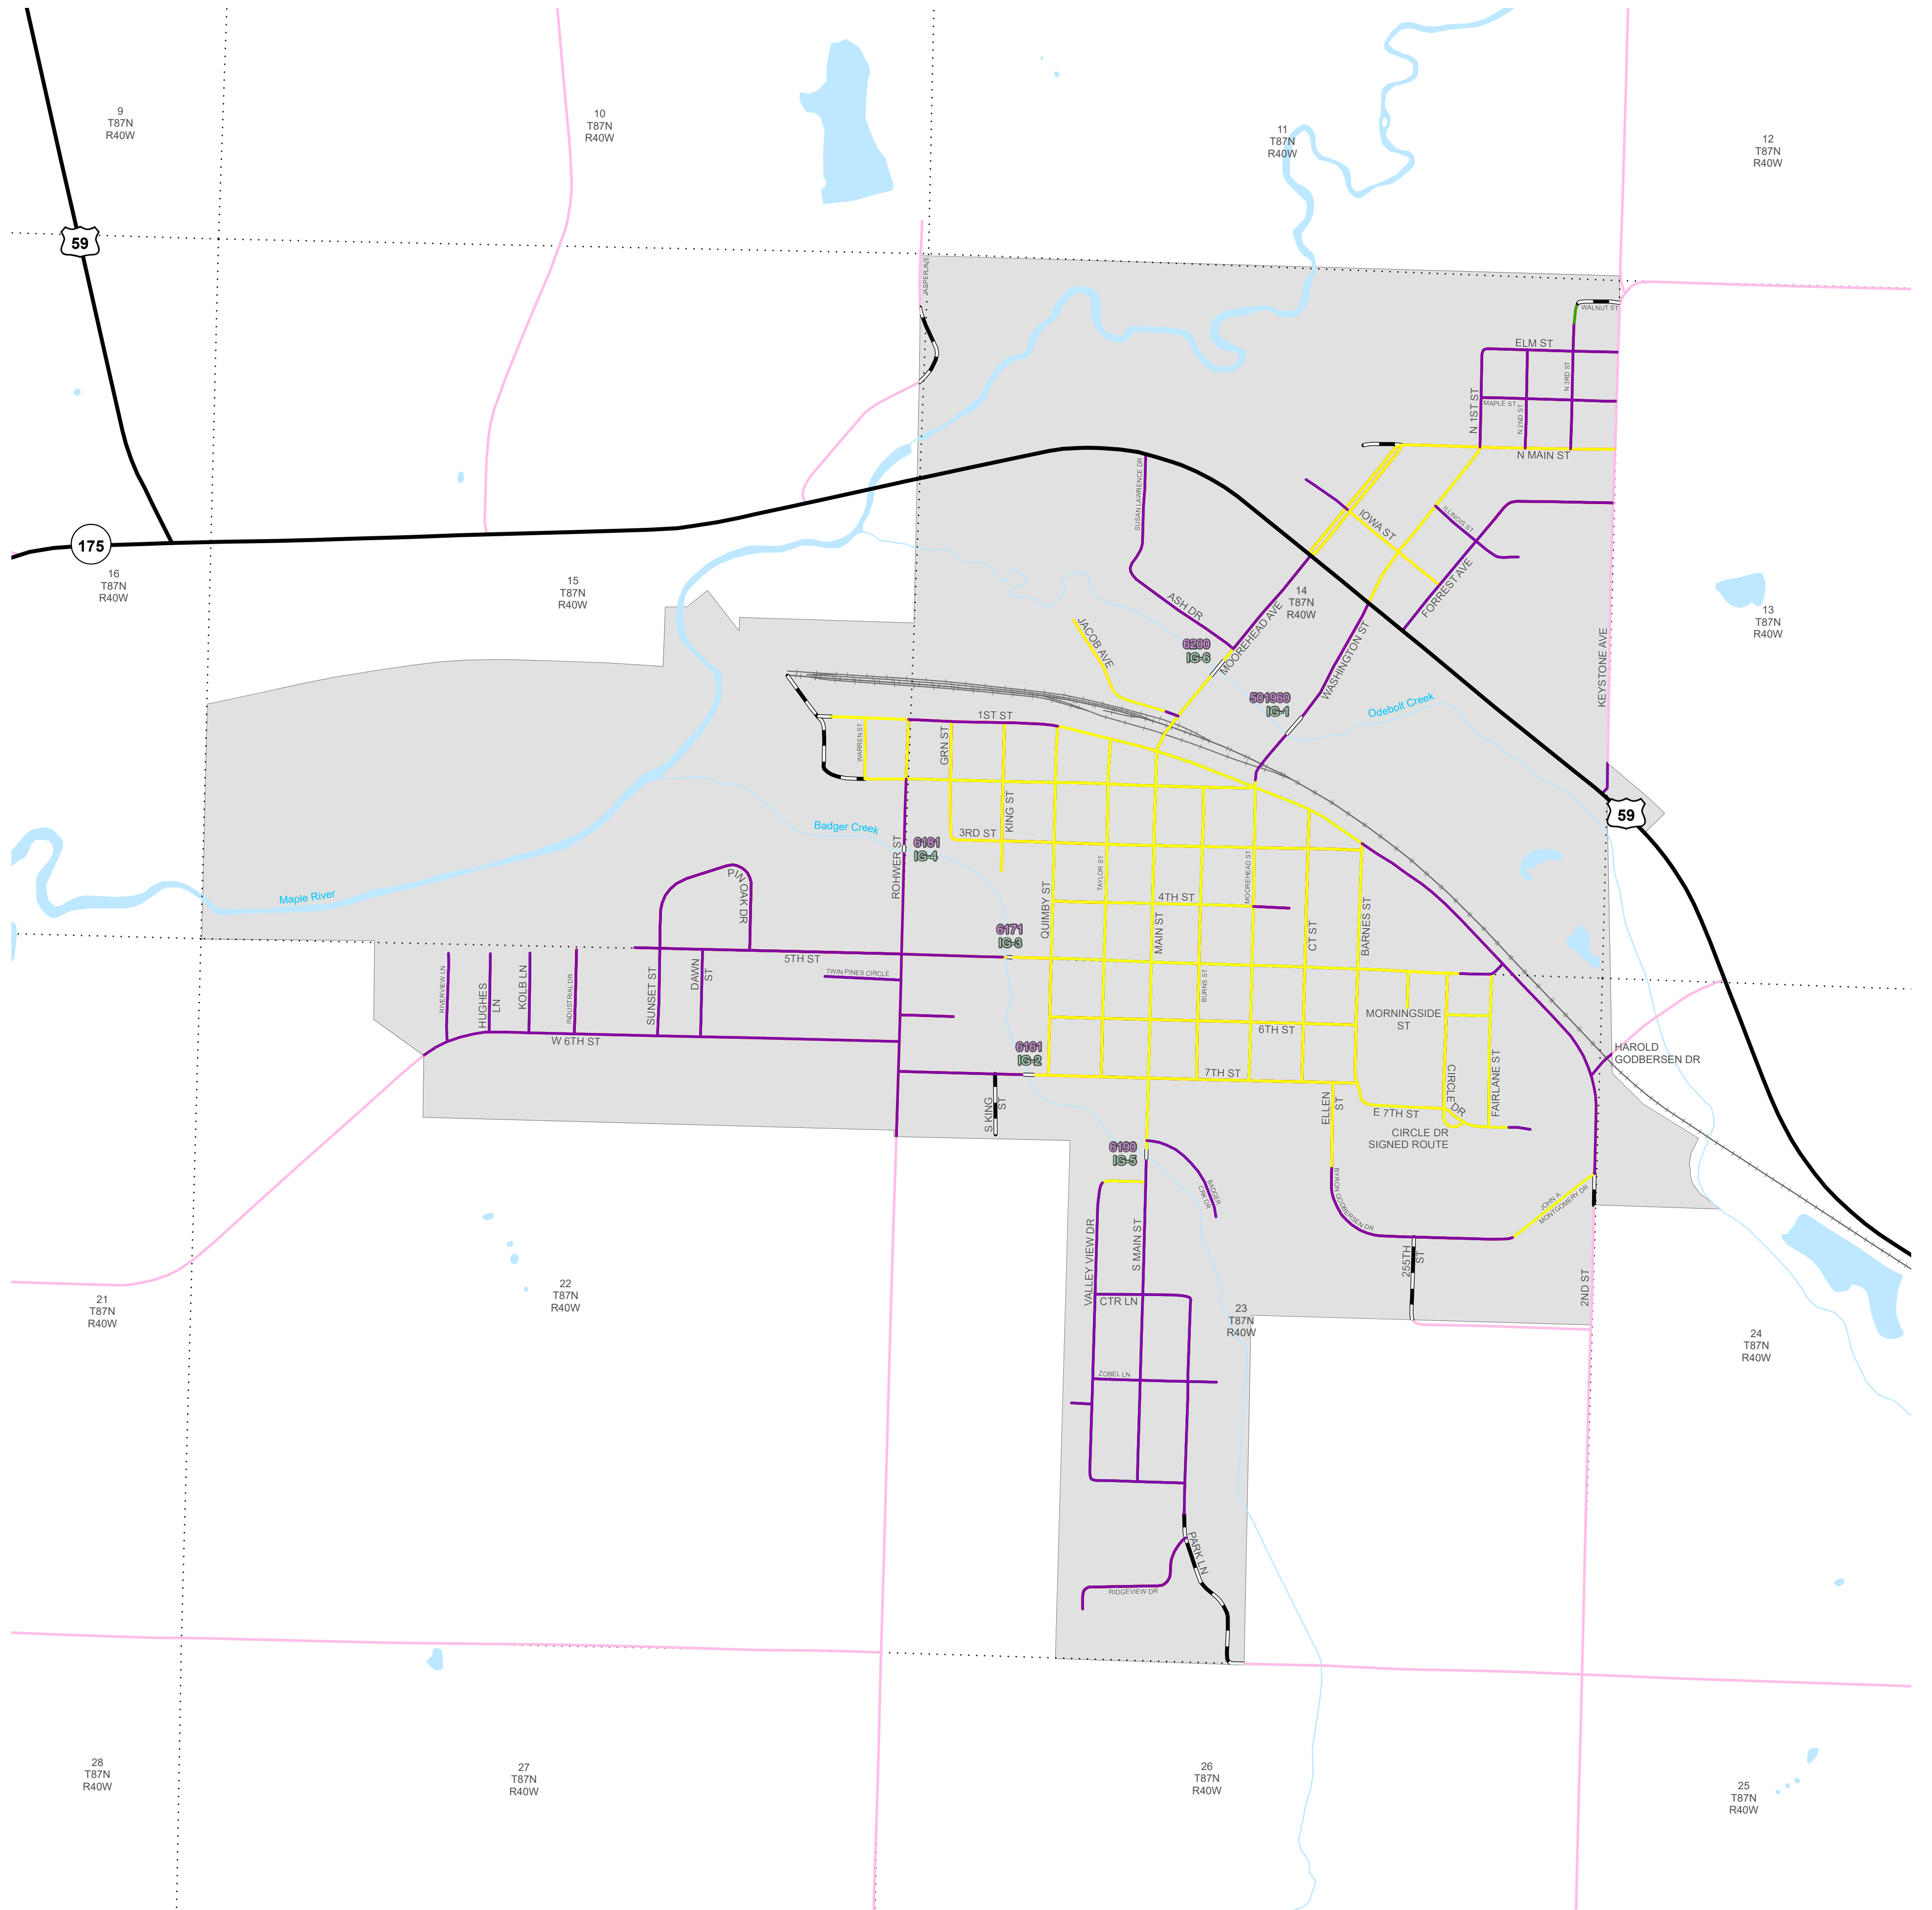 9
T87N
R40W
10
T87N
R40W
11
T87N
R40W
12
T87N
R40W
59
JASPER AVE
WALNUT ST
ELM ST
N 3RD ST
N 1ST ST
MAPLE ST
N 2ND ST
N MAIN ST
SUSAN LAWRENCE DR
IOWA ST
ILLINOIS ST
175
16
T87N
R40W
15
T87N
R40W
14
T87N
R40W
13
T87N
R40W
FORREST AVE
ASH DR
MOOREHEAD AVE
JACOB AVE
WASHINGTON ST
KEYSTONE AVE
6200
IG-6
501960
IG-1
Odebolt Creek
1ST ST
WARREN ST
GRN ST
KING ST
59
Badger Creek
3RD ST
6181
IG-4
ROHWER ST
TAYLOR ST
MOOREHEAD ST
PIN
OAK DR
Maple River
QUIMBY ST
4TH ST
MAIN ST
CT ST
BARNES ST
6171
IG-3
5TH ST
TWIN PINES CIRCLE
RIVERVIEW LN
HUGHES
LN
KOLB LN
INDUSTRIAL DR
SUNSET ST
DAWN
ST
BURNS ST
MORNINGSIDE
ST
6TH ST
W 6TH ST
6161
IG-2
HAROLD
GODBERSEN DR
7TH ST
S KING
ST
ELLEN
ST
CIRCLE
DR
FAIRLANE ST
E 7TH ST
CIRCLE DR
SIGNED ROUTE
6190
IG-5
BADGER
CRK DR
BYRON GODBERSEN DR
JOHN A
MONTGOMERY DR
VALLEY VIEW DR
S MAIN ST
255TH
ST
2ND ST
CTR LN
21
T87N
R40W
22
T87N
R40W
23
T87N
R40W
24
T87N
R40W
ZOBEL LN
PARK LN
RIDGEVIEW DR
28
T87N
R40W
27
T87N
R40W
26
T87N
R40W
25
T87N
R40W